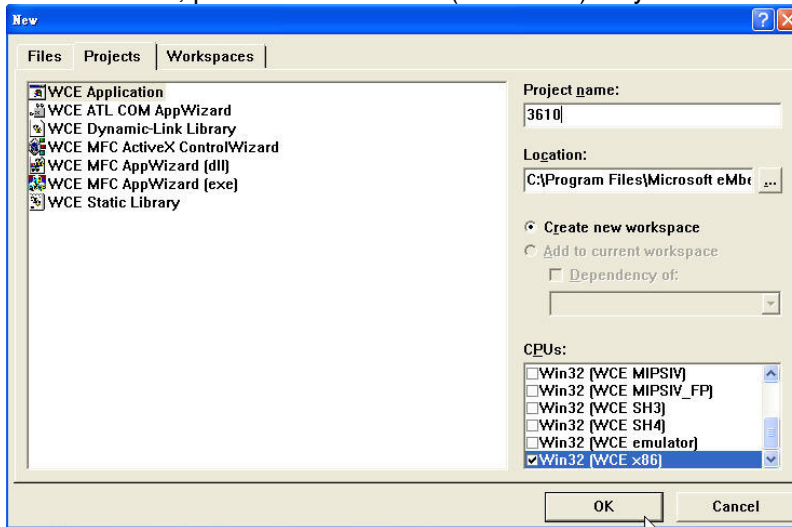 New
Files Projects Workspaces
WCE Application
WCE ATL COM AppWizard
WCE Dynamic-Link Library
WCE MFC ActiveX ControlWizard
WCE MFC AppWizard (dll)
WCE MFC AppWizard (exe)
WCE Static Library
Project name:
3610
Location:
C:\Program Files\Microsoft eMbe ...
Create new workspace
Add to current workspace
Dependency of:
CPUs:
Win32 (WCE MIPSIV)
Win32 (WCE MIPSIV_FP)
Win32 (WCE SH3)
Win32 (WCE SH4)
Win32 (WCE emulator)
Win32 (WCE x86)
OK Cancel